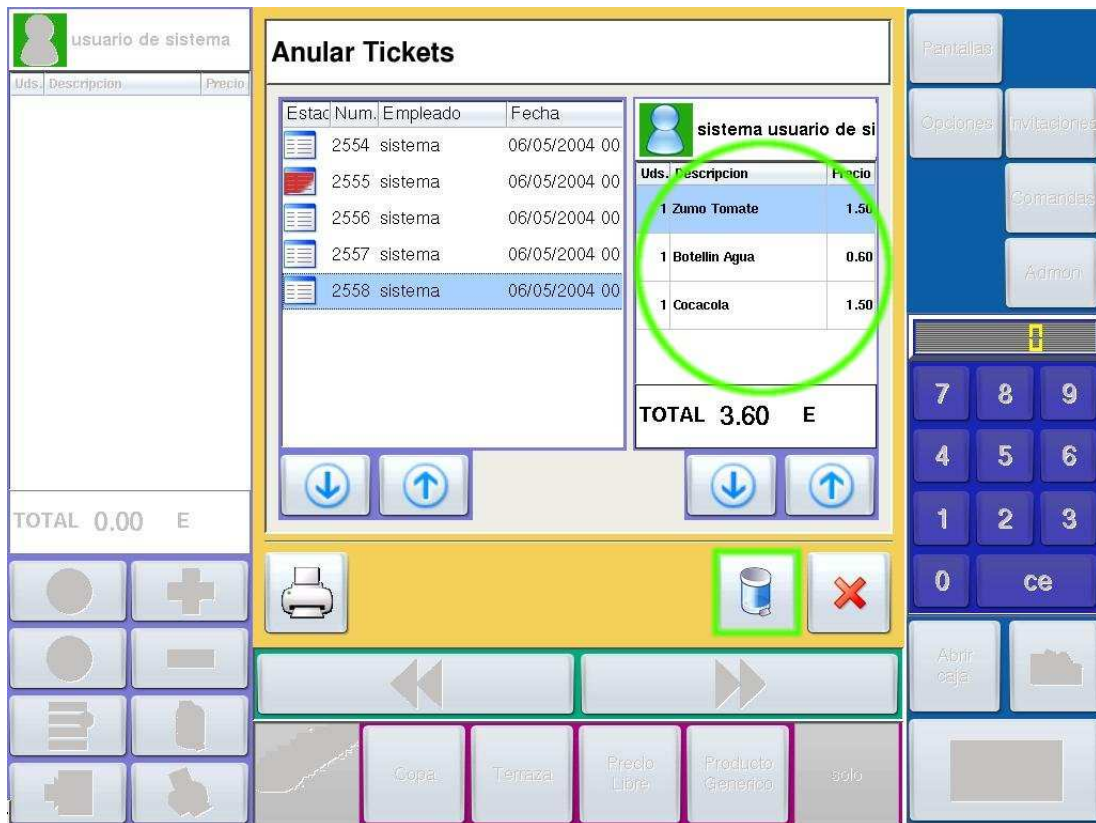 usuario de sistema
Uds. Descripcion Precio
TOTAL 0.00 E
Anular Tickets
Estac Num. Empleado Fecha
2554 sistema 06/05/2004 00
2555 sistema 06/05/2004 00
2556 sistema 06/05/2004 00
2557 sistema 06/05/2004 00
2558 sistema 06/05/2004 00
sistema usuario de si
Uds. Descripcion Precio
1 Zumo Tomate 1.50
1 Botellin Agua 0.60
1 Cocacola 1.50
TOTAL 3.60 E
Copa
Terraza
Precio
Libre
Producto
Generico
solo
Pantallas
Opciones
Invitaciones
Comandas
Admon
0
7 8 9
4 5 6
1 2 3
0 ce
Abrir
caja